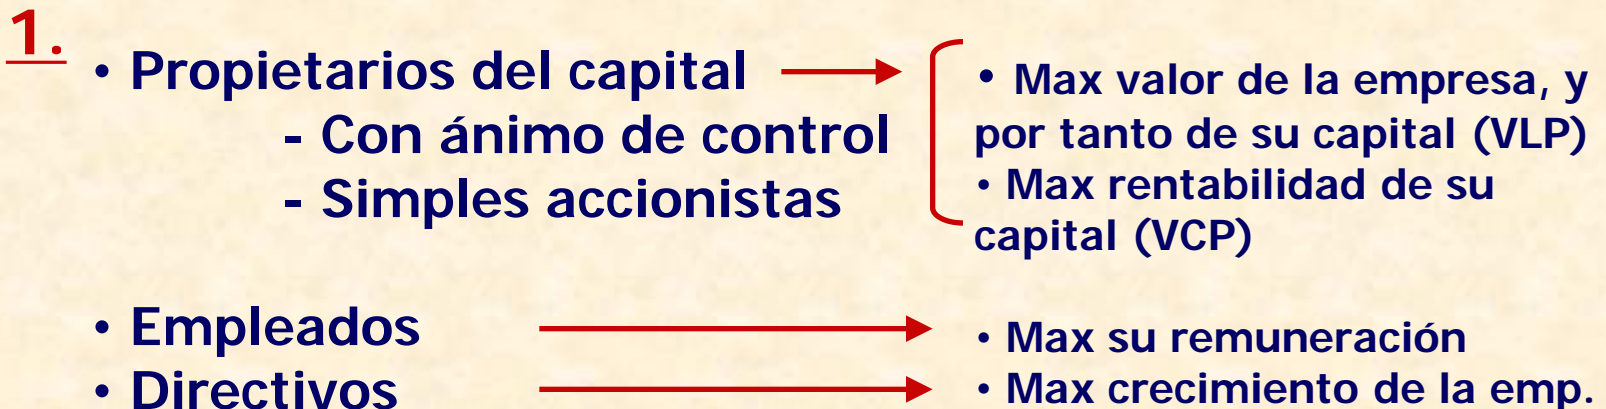 1.
• Propietarios del capital
- Con ánimo de control
- Simples accionistas
• Max valor de la empresa, y
por tanto de su capital (VLP)
• Max rentabilidad de su
capital (VCP)
• Empleados
• Max su remuneración
• Directivos
• Max crecimiento de la emp.